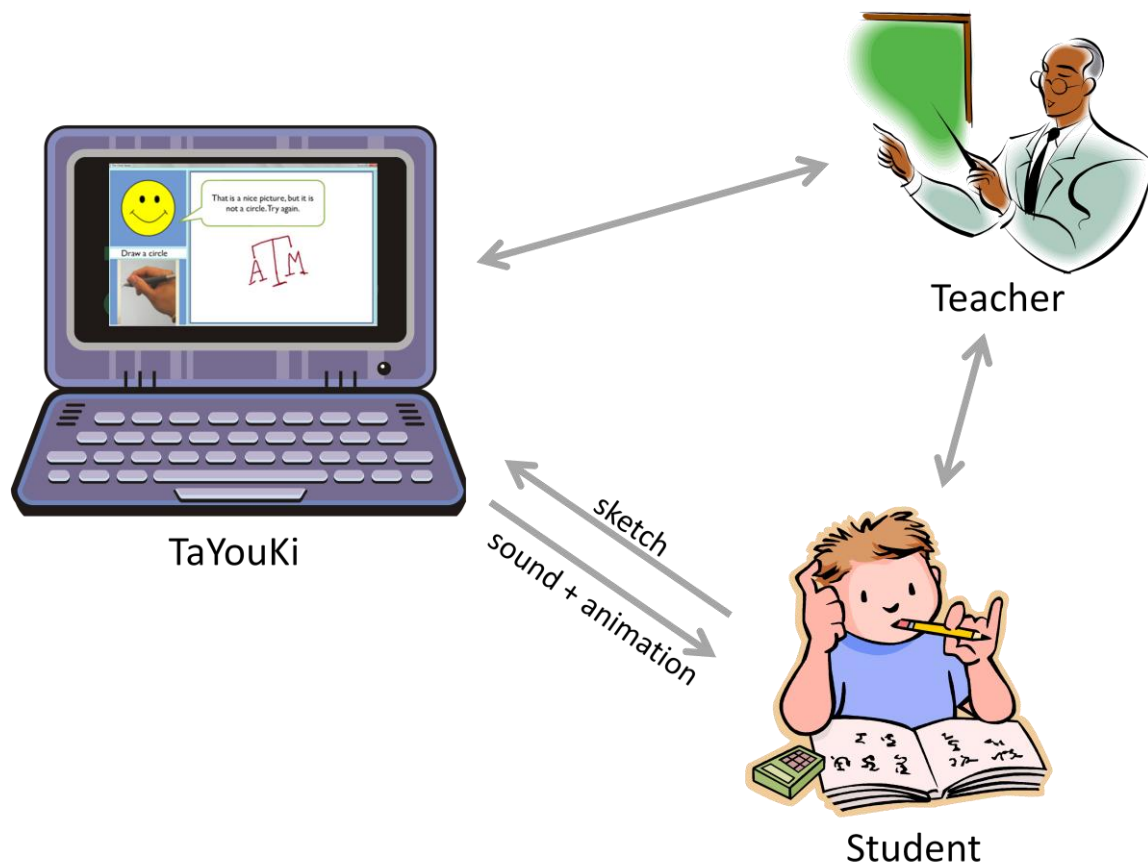 That is a nice picture, but it is
not a circle. Try again.
Draw a circle
ATM
TaYouKi
Teacher
sketch
sound + animation
Student